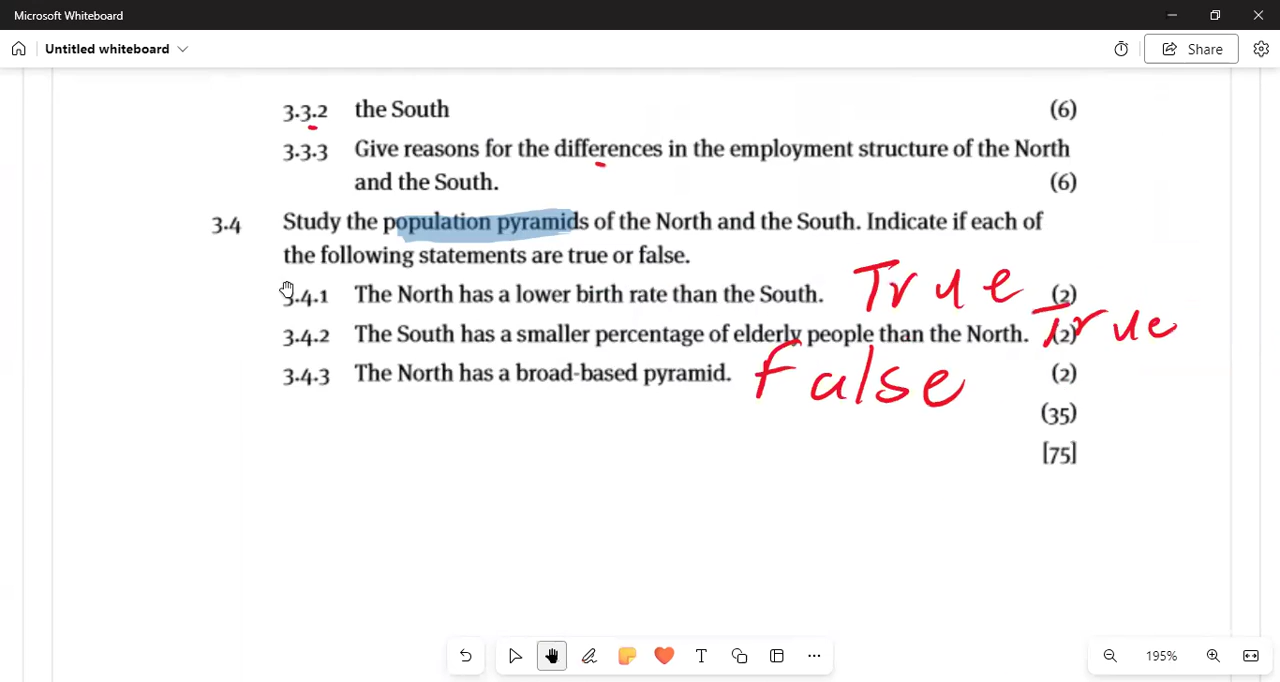 Microsoft Whiteboard
Untitled whiteboard
Share
3.3.2 the South (6)
3.3.3 Give reasons for the differences in the employment structure of the North
and the South. (6)
3.4 Study the population pyramids of the North and the South. Indicate if each of
the following statements are true or false.
3.4.1 The North has a lower birth rate than the South. True (2)
3.4.2 The South has a smaller percentage of elderly people than the North. (2) True
3.4.3 The North has a broad-based pyramid. False (2)
(35)
[75]
T
195%